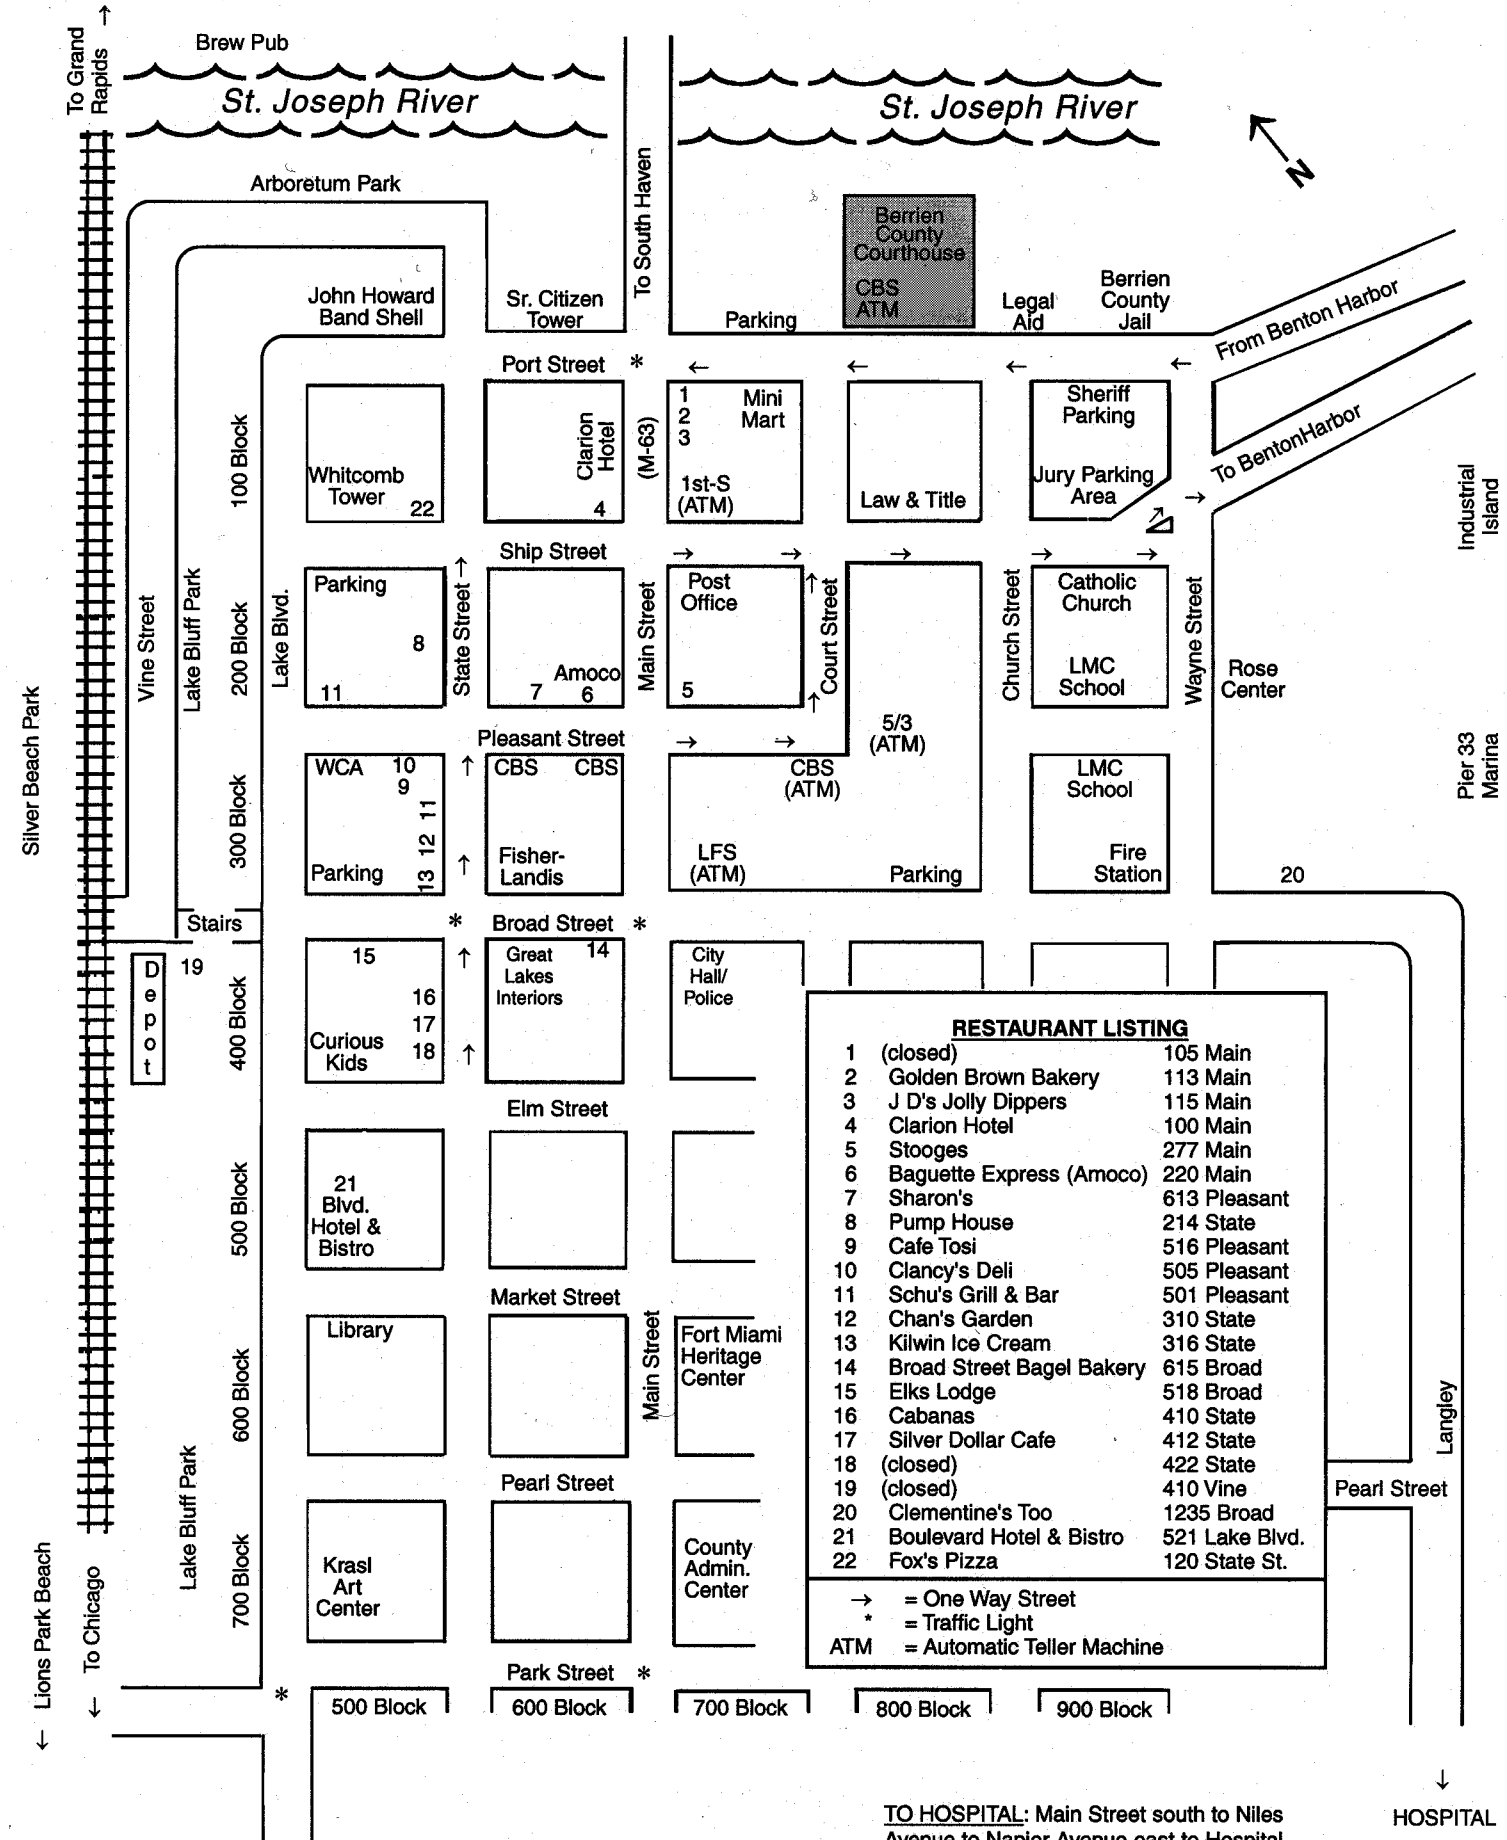 To Grand
Rapids
Brew Pub
St. Joseph River
St. Joseph River
N
Arboretum Park
To South Haven
Berrien
County
Courthouse
CBS
ATM
John Howard
Band Shell
Sr. Citizen
Tower
Parking
Legal
Aid
Berrien
County
Jail
From Benton Harbor
Port Street *
100 Block
Whitcomb
Tower
22
Clarion
Hotel
4
(M-63)
1
2
3
Mini
Mart
1st-S
(ATM)
Law & Title
Sheriff
Parking
Jury Parking
Area
To BentonHarbor
Industrial
Island
Ship Street
Silver Beach Park
Vine Street
Lake Bluff Park
200 Block
Lake Blvd.
Parking
8
11
State Street
Amoco
7 6
Main Street
Post
Office
5
Court Street
Church Street
Catholic
Church
LMC
School
Wayne Street
Rose
Center
Pleasant Street
5/3
(ATM)
Pier 33
Marina
300 Block
WCA 10
9
11
12
13
Parking
CBS CBS
Fisher-
Landis
CBS
(ATM)
LFS
(ATM)
Parking
LMC
School
Fire
Station
20
Stairs
* Broad Street *
Depot
19
400 Block
15
16
17
18
Curious
Kids
Great
Lakes
Interiors
14
City
Hall/
Police
Elm Street
500 Block
21
Blvd.
Hotel &
Bistro
Market Street
600 Block
Library
Main Street
Fort Miami
Heritage
Center
Pearl Street
Lake Bluff Park
700 Block
Krasl
Art
Center
County
Admin.
Center
RESTAURANT LISTING
1 (closed) 105 Main
2 Golden Brown Bakery 113 Main
3 J D's Jolly Dippers 115 Main
4 Clarion Hotel 100 Main
5 Stooges 277 Main
6 Baguette Express (Amoco) 220 Main
7 Sharon's 613 Pleasant
8 Pump House 214 State
9 Cafe Tosi 516 Pleasant
10 Clancy's Deli 505 Pleasant
11 Schu's Grill & Bar 501 Pleasant
12 Chan's Garden 310 State
13 Kilwin Ice Cream 316 State
14 Broad Street Bagel Bakery 615 Broad
15 Elks Lodge 518 Broad
16 Cabanas 410 State
17 Silver Dollar Cafe 412 State
18 (closed) 422 State
19 (closed) 410 Vine
20 Clementine's Too 1235 Broad
21 Boulevard Hotel & Bistro 521 Lake Blvd.
22 Fox's Pizza 120 State St.
→ = One Way Street
* = Traffic Light
ATM = Automatic Teller Machine
Langley
Pearl Street
Lions Park Beach
To Chicago
Park Street *
*
500 Block
600 Block
700 Block
800 Block
900 Block
TO HOSPITAL: Main Street south to Niles
Avenue to Napier Avenue east to Hospital
HOSPITAL